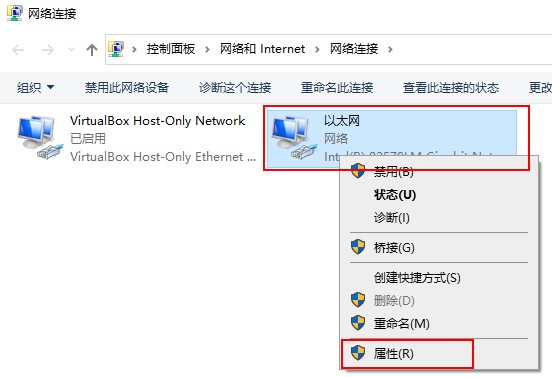 网络连接
控制面板 > 网络和 Internet > 网络连接 >
组织 禁用此网络设备 诊断这个连接 重命名此连接 查看此连接的状态 更改
VirtualBox Host-Only Network
已启用
VirtualBox Host-Only Ethernet ...
以太网
网络
禁用(B)
状态(U)
诊断(I)
桥接(G)
创建快捷方式(S)
删除(D)
重命名(M)
属性(R)